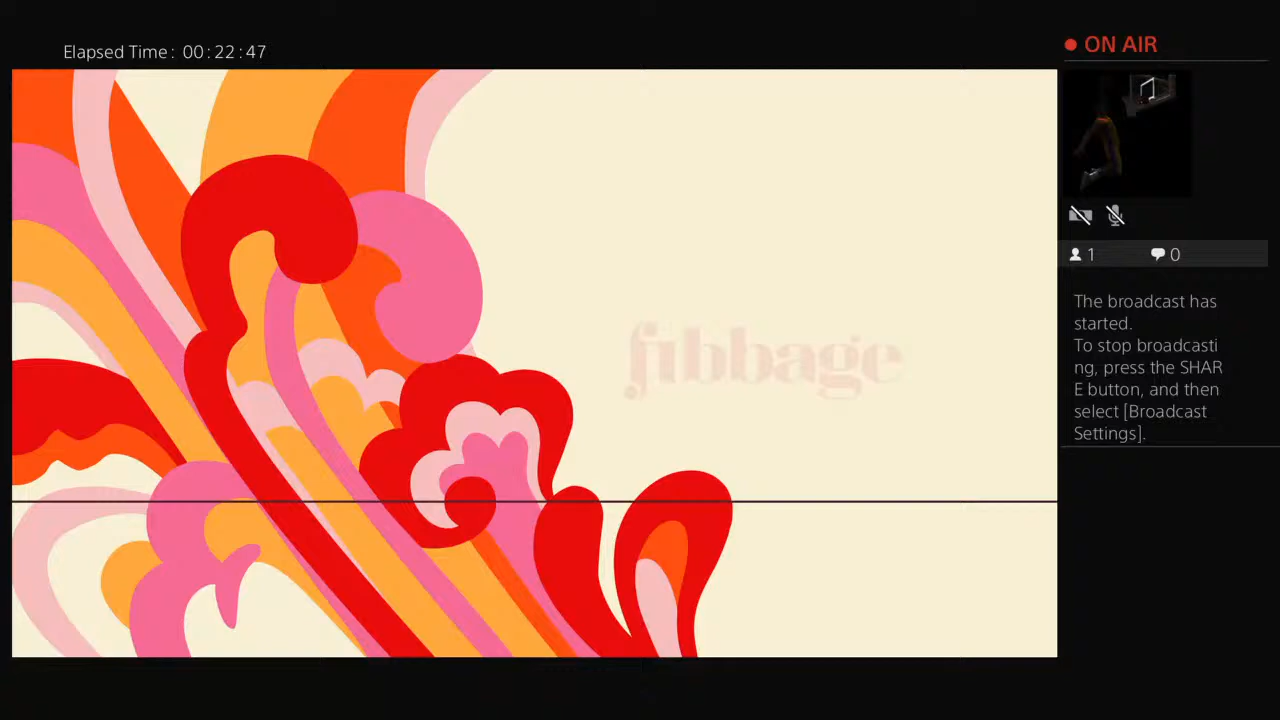 Elapsed Time: 00:22:47
ON AIR
1
0
fibbage
The broadcast has
started.
To stop broadcasti
ng, press the SHAR
E button, and then
select [Broadcast
Settings].